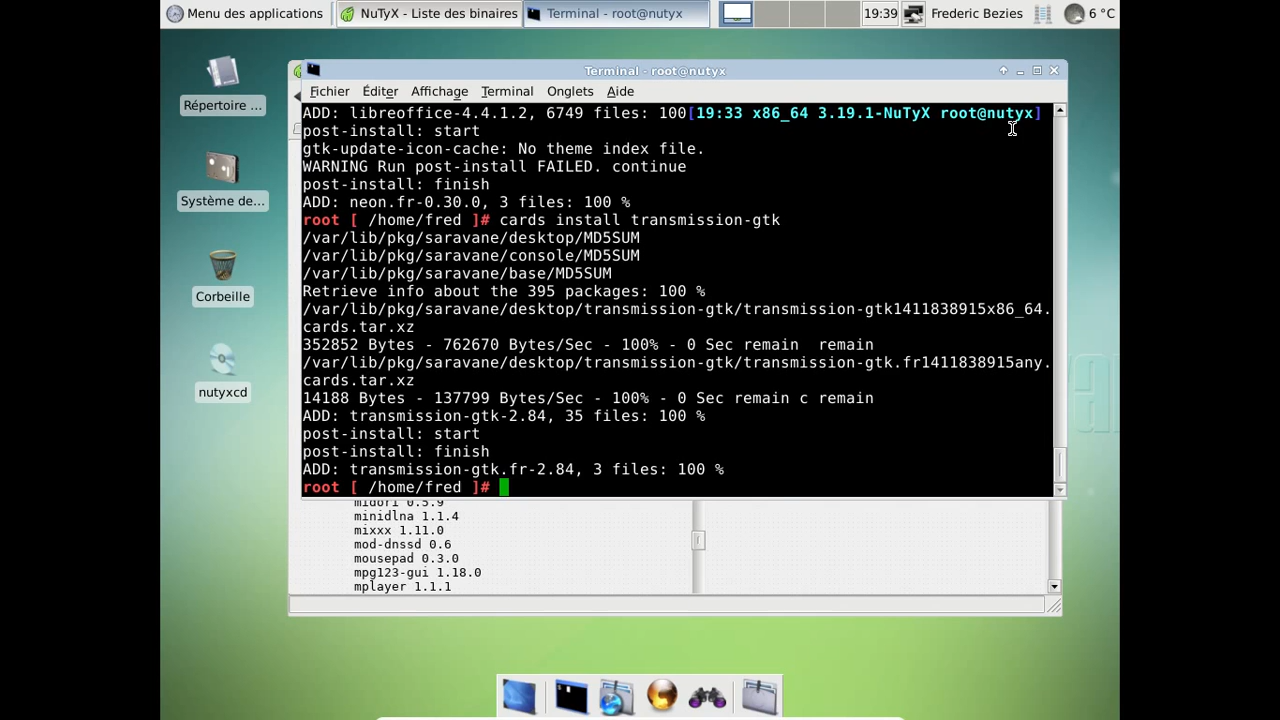 Menu des applications
NuTyX - Liste des binaires
Terminal - root@nutyx
19:39
Frederic Bezies
6 °C
Répertoire ...
Système de...
Corbeille
nutyxcd
Terminal - root@nutyx
Fichier Éditer Affichage Terminal Onglets Aide
ADD: libreoffice-4.4.1.2, 6749 files: 100[19:33 x86_64 3.19.1-NuTyX root@nutyx]
post-install: start
gtk-update-icon-cache: No theme index file.
WARNING Run post-install FAILED. continue
post-install: finish
ADD: neon.fr-0.30.0, 3 files: 100 %
root [ /home/fred ]# cards install transmission-gtk
/var/lib/pkg/saravane/desktop/MD5SUM
/var/lib/pkg/saravane/console/MD5SUM
/var/lib/pkg/saravane/base/MD5SUM
Retrieve info about the 395 packages: 100 %
/var/lib/pkg/saravane/desktop/transmission-gtk/transmission-gtk1411838915x86_64.
cards.tar.xz
352852 Bytes - 762670 Bytes/Sec - 100% - 0 Sec remain  remain
/var/lib/pkg/saravane/desktop/transmission-gtk/transmission-gtk.fr1411838915any.
cards.tar.xz
14188 Bytes - 137799 Bytes/Sec - 100% - 0 Sec remain c remain
ADD: transmission-gtk-2.84, 35 files: 100 %
post-install: start
post-install: finish
ADD: transmission-gtk.fr-2.84, 3 files: 100 %
root [ /home/fred ]#
midori 0.5.9
minidlna 1.1.4
mixxx 1.11.0
mod-dnssd 0.6
mousepad 0.3.0
mpg123-gui 1.18.0
mplayer 1.1.1